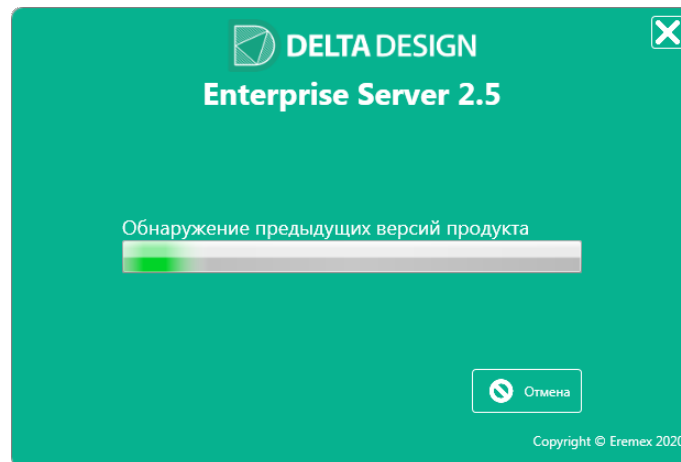 DELTA DESIGN
Enterprise Server 2.5
Обнаружение предыдущих версий продукта
Отмена
Copyright © Eremex 2020